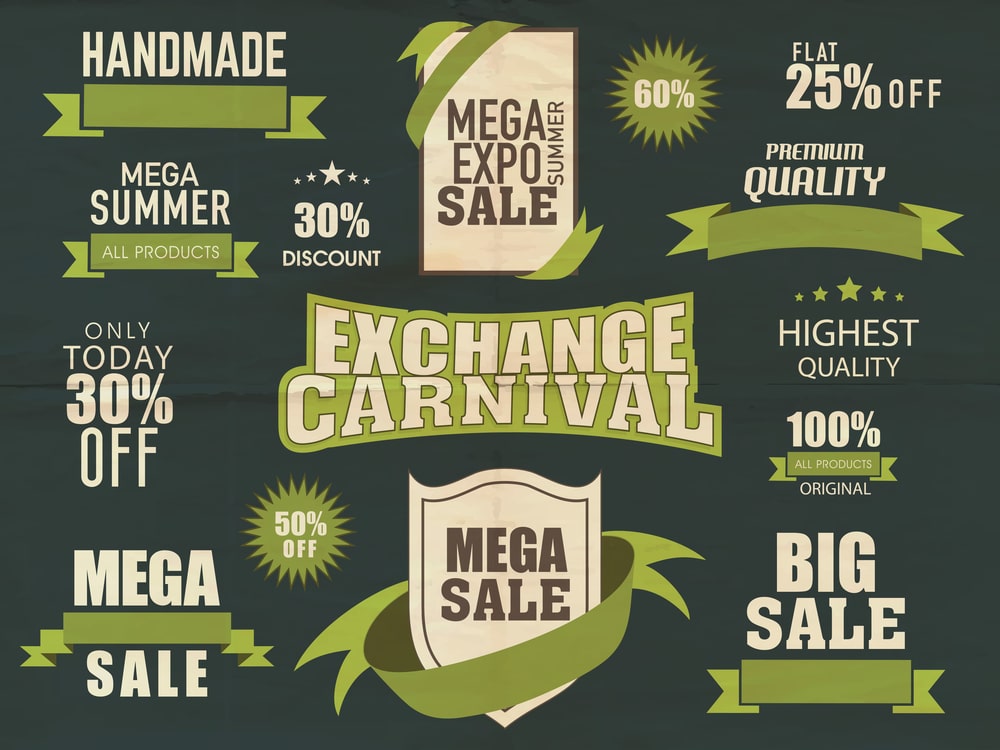 HANDMADE
MEGA
EXPO
SUMMER
SALE
60%
FLAT
25% OFF
MEGA
SUMMER
ALL PRODUCTS
30%
DISCOUNT
PREMIUM
QUALITY
ONLY
TODAY
30%
OFF
EXCHANGE
CARNIVAL
HIGHEST
QUALITY
100%
ALL PRODUCTS
ORIGINAL
50%
OFF
MEGA
SALE
MEGA
SALE
BIG
SALE